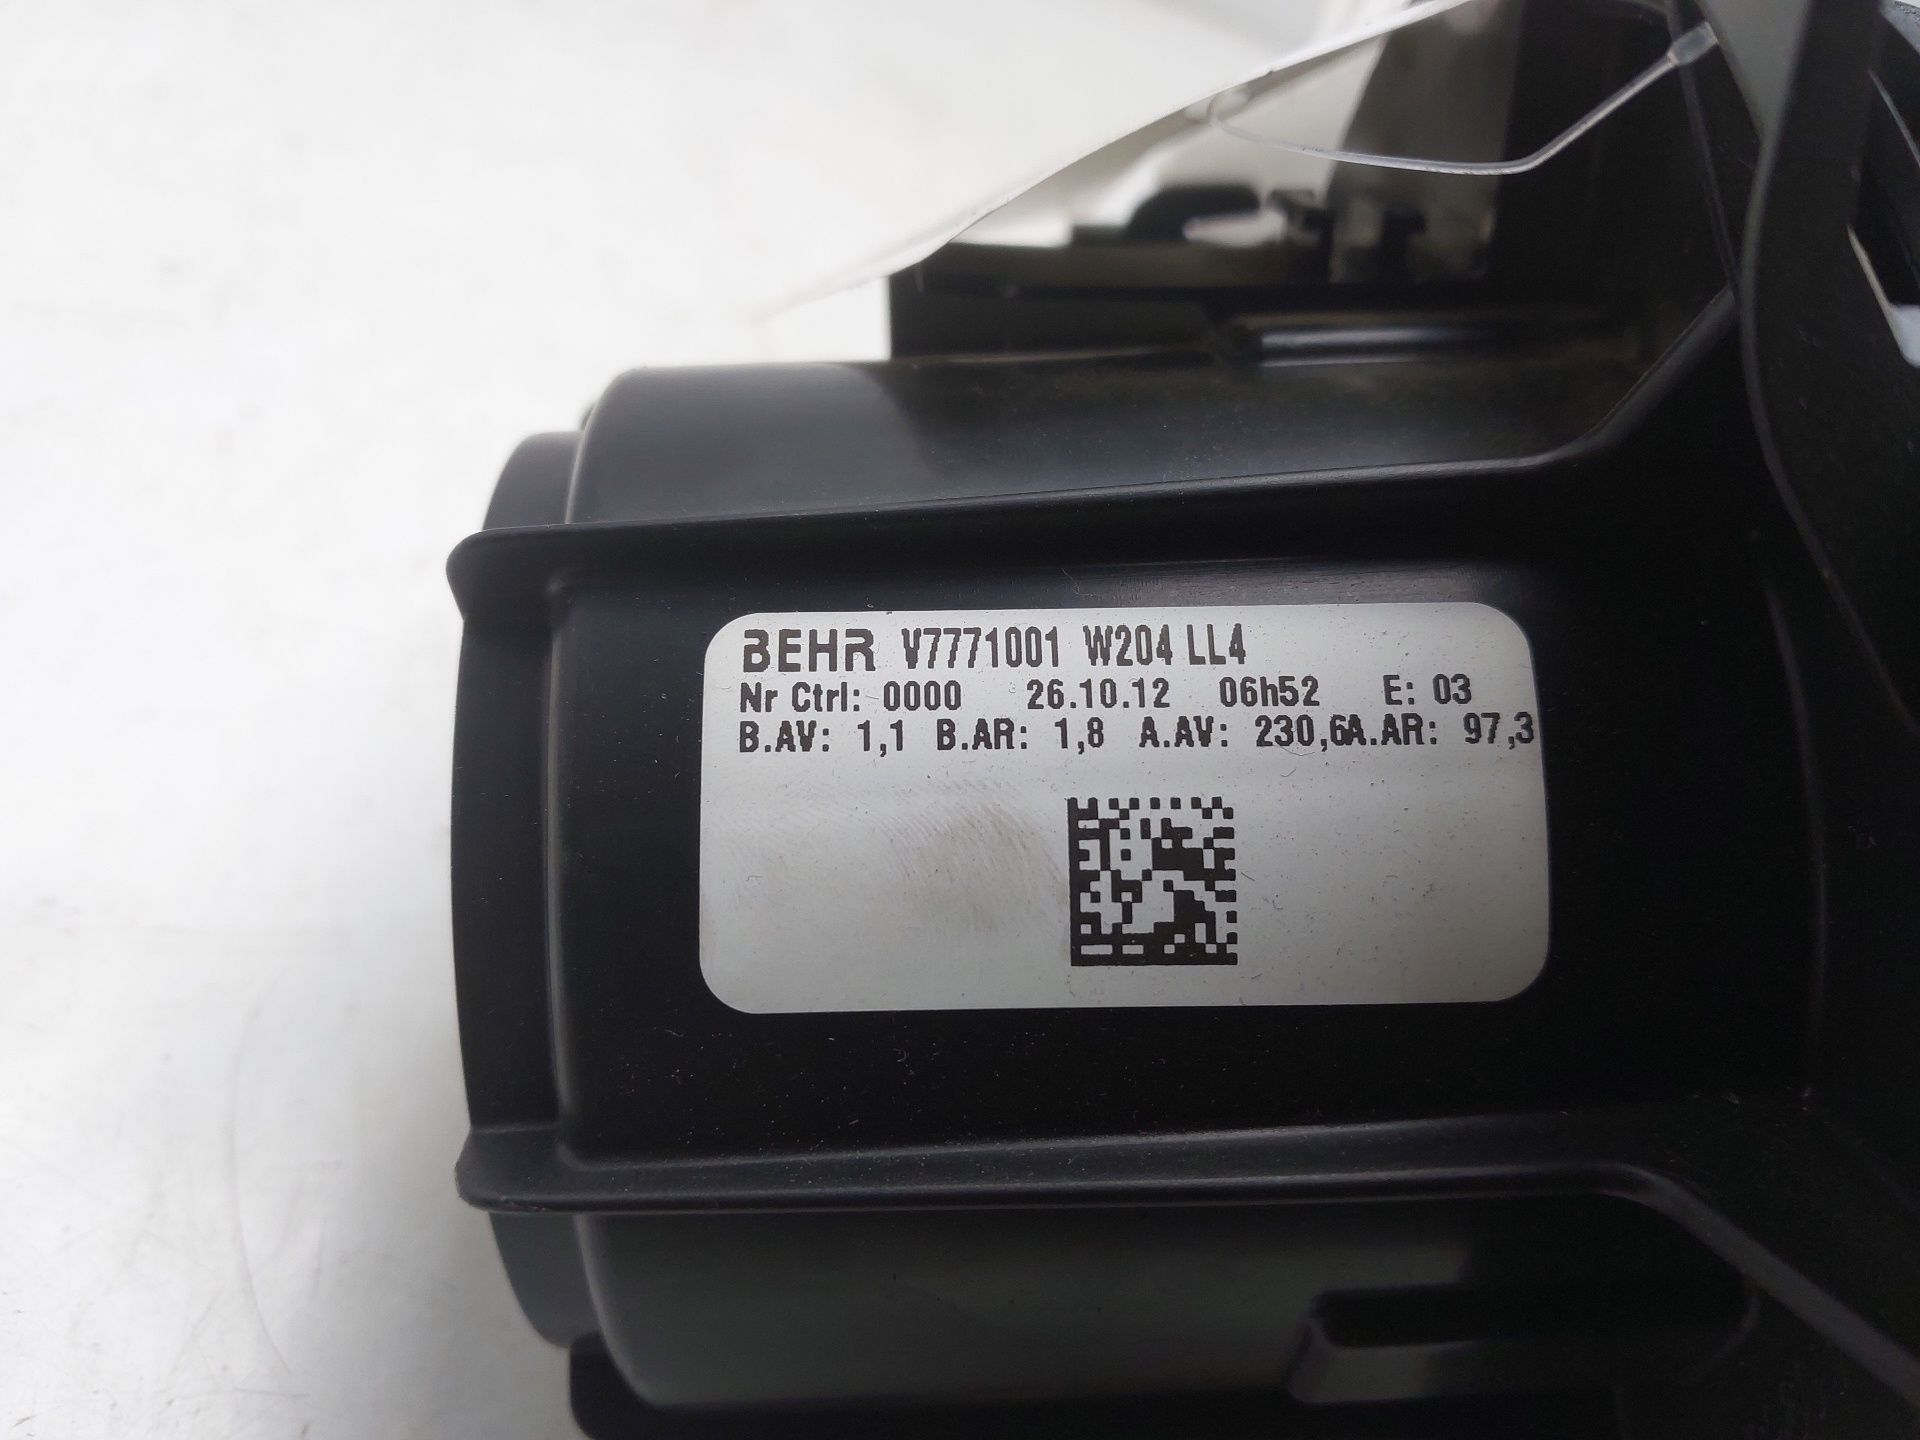 BEHR V7771001 W204 LL4
Nr Ctrl: 0000 26.10.12 06h52 E: 03
B.AV: 1,1 B.AR: 1,8 A.AV: 230,6A.AR: 97,3